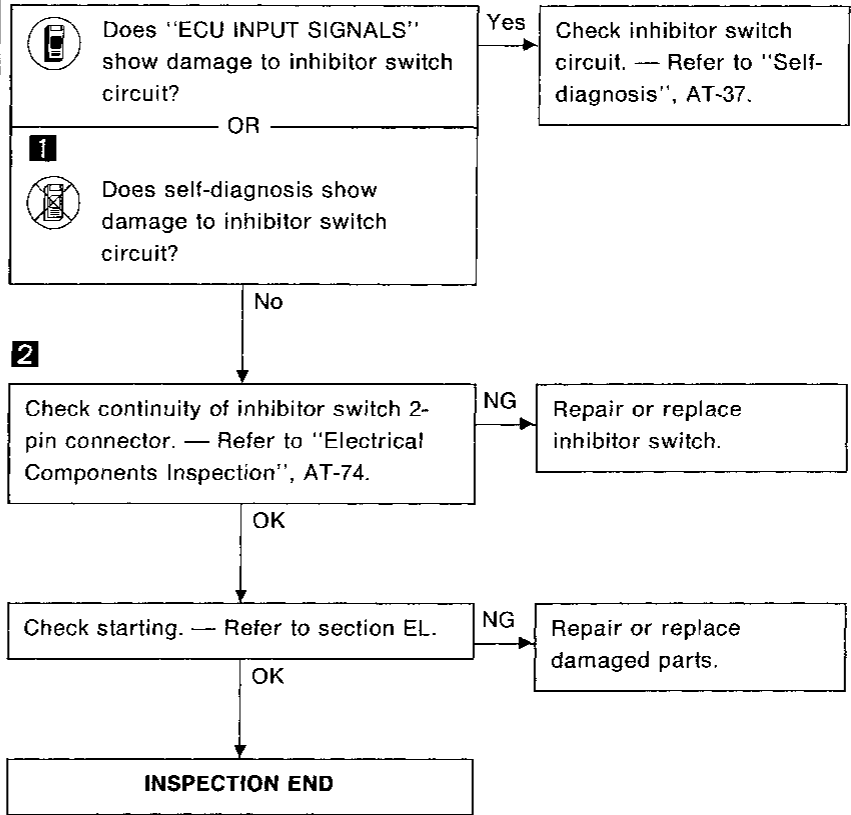 Does "ECU INPUT SIGNALS"
show damage to inhibitor switch
circuit?
Yes
Check inhibitor switch
circuit. — Refer to "Self-
diagnosis", AT-37.
OR
1
Does self-diagnosis show
damage to inhibitor switch
circuit?
No
2
Check continuity of inhibitor switch 2-
pin connector. — Refer to "Electrical
Components Inspection", AT-74.
NG
Repair or replace
inhibitor switch.
OK
Check starting. — Refer to section EL.
NG
Repair or replace
damaged parts.
OK
INSPECTION END